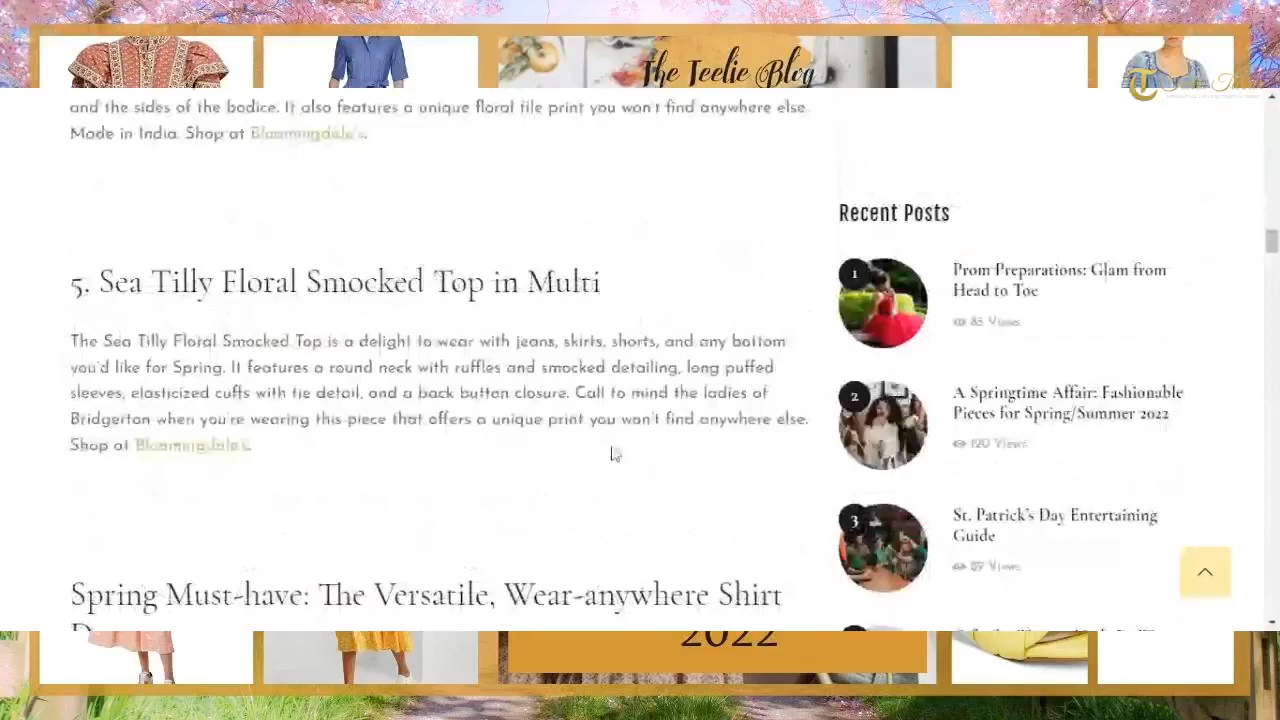 The Teelie Blog
and the sides of the bodice. It also features a unique floral tile print you won't find anywhere else.
Made in India. Shop at Bloomingdale's.
5. Sea Tilly Floral Smocked Top in Multi
The Sea Tilly Floral Smocked Top is a delight to wear with jeans, skirts, shorts, and any bottom
you'd like for Spring. It features a round neck with ruffles and smocked detailing, long puffed
sleeves, elasticized cuffs with tie detail, and a back button closure. Call to mind the ladies of
Bridgerton when you're wearing this piece that offers a unique print you won't find anywhere else.
Shop at Bloomingdale's.
Spring Must-have: The Versatile, Wear-anywhere Shirt
Recent Posts
1
Prom Preparations: Glam from
Head to Toe
85 Views
2
A Springtime Affair: Fashionable
Pieces for Spring/Summer 2022
120 Views
3
St. Patrick's Day Entertaining
Guide
89 Views
2022